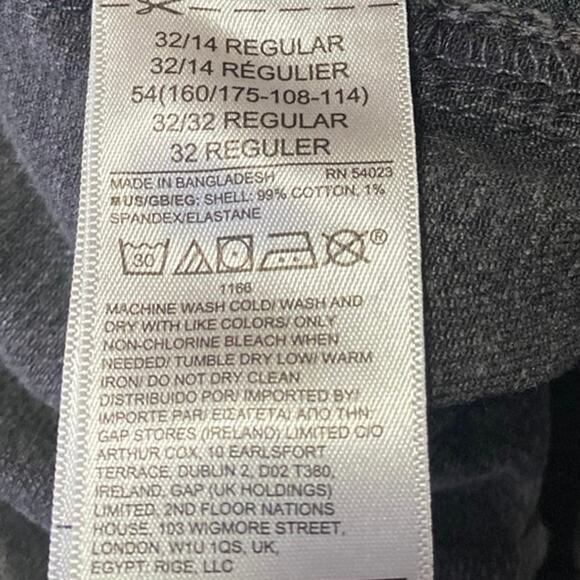 32/14 REGULAR
32/14 RÉGULIER
54(160/175-108-114)
32/32 REGULAR
32 REGULER
MADE IN BANGLADESH RN 54023
US/GB/EG: SHELL: 99% COTTON, 1%
SPANDEX/ELASTANE
30 ®
1166
MACHINE WASH COLD/ WASH AND
DRY WITH LIKE COLORS/ ONLY
NON-CHLORINE BLEACH WHEN
NEEDED/ TUMBLE DRY LOW/ WARM
IRON/ DO NOT DRY CLEAN
DISTRIBUIDO POR/ IMPORTED BY/
IMPORTE PAR/ ΕΙΣΑΓΕΤΑΙ ΑΠΟ ΤΗΝ:
GAP STORES (IRELAND) LIMITED C/O
ARTHUR COX, 10 EARLSFORT
TERRACE, DUBLIN 2, D02 T380,
IRELAND, GAP (UK HOLDINGS)
LIMITED, 2ND FLOOR NATIONS
HOUSE, 103 WIGMORE STREET,
LONDON, W1U 1QS, UK,
EGYPT: RIGE, LLC